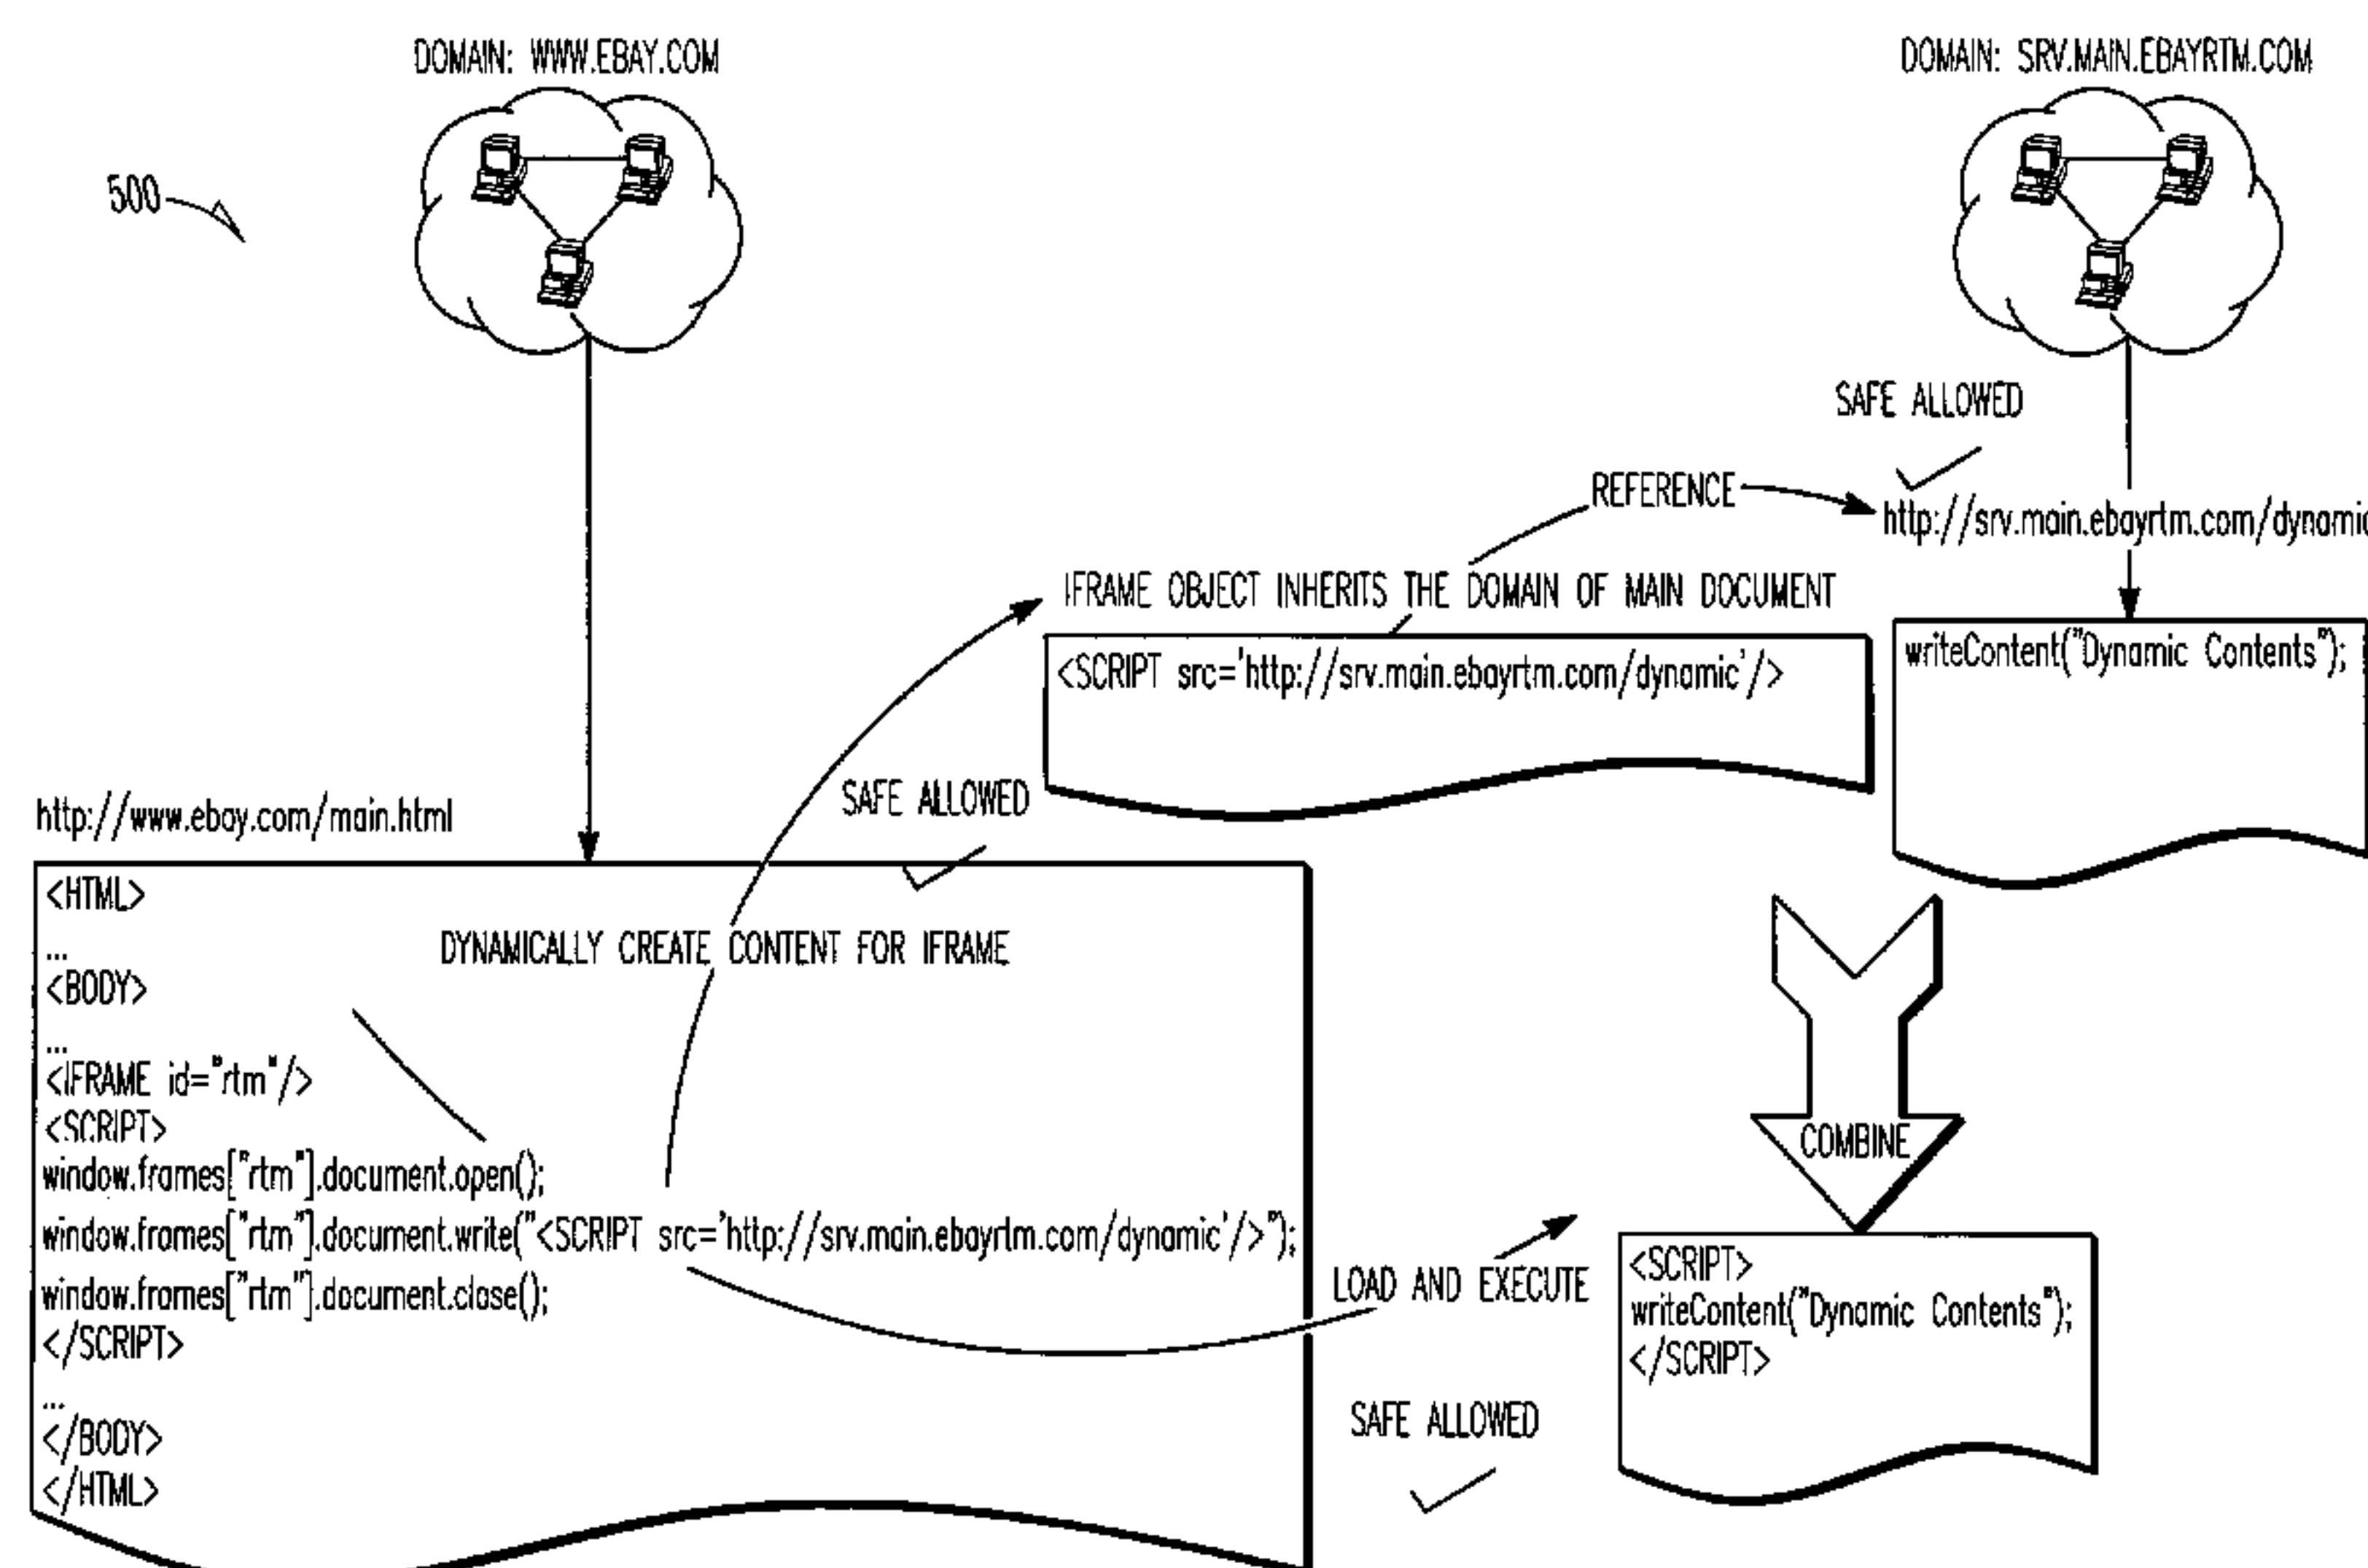 DOMAIN: WWW.EBAY.COM
DOMAIN: SRV.MAIN.EBAYRTM.COM
500
SAFE ALLOWED
REFERENCE
http://srv.main.ebayrtm.com/dynamic
IFRAME OBJECT INHERITS THE DOMAIN OF MAIN DOCUMENT
<SCRIPT src='http://srv.main.ebayrtm.com/dynamic'/>
writeContent("Dynamic Contents");
SAFE ALLOWED
http://www.ebay.com/main.html
<HTML>
...
<BODY>
...
DYNAMICALLY CREATE CONTENT FOR IFRAME
<IFRAME id="rtm"/>
<SCRIPT>
window.frames["rtm"].document.open();
window.frames["rtm"].document.write("<SCRIPT src='http://srv.main.ebayrtm.com/dynamic'/>");
window.frames["rtm"].document.close();
</SCRIPT>
...
</BODY>
</HTML>
COMBINE
LOAD AND EXECUTE
<SCRIPT>
writeContent("Dynamic Contents");
</SCRIPT>
SAFE ALLOWED